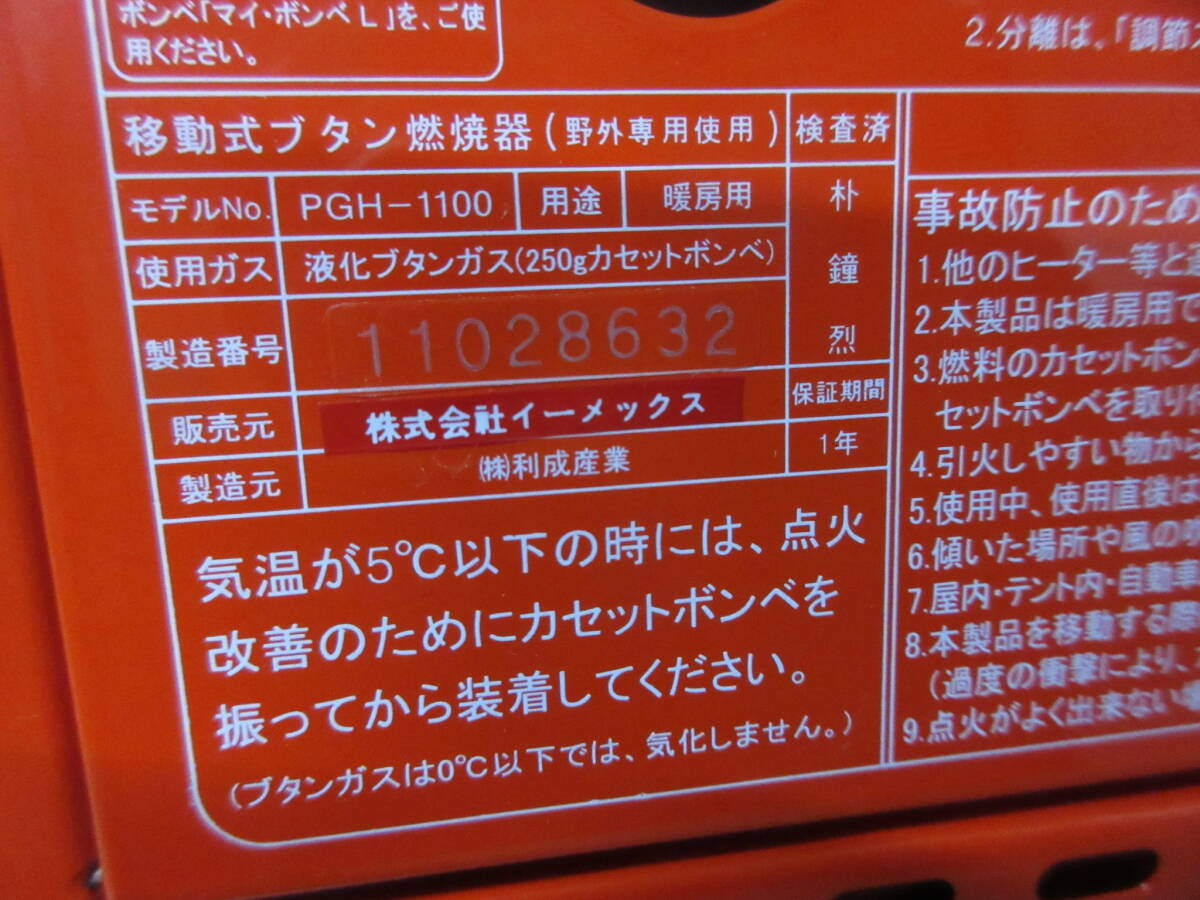 ボンベ「マイ・ボンベL」を、ご使
用ください。
2.分離は。「調節
移動式ブタン燃焼器(野外専用使用)
検査済
モデルNo. PGH-1100 用途 暖房用
朴鐘烈
使用ガス 液化ブタンガス(250gカセットボンベ)
製造番号 11028632
販売元 株式会社イーメックス
保証期間
製造元 ㈱利成産業
1年
気温が5℃以下の時には、点火
改善のためにカセットボンベを
振ってから装着してください。
(ブタンガスは0℃以下では、気化しません。)
事故防止のため
1.他のヒーター等と
2.本製品は暖房用で
3.燃料のカセットボン
セットボンベを取り
4.引火しやすい物から
5.使用中、使用直後は
6.傾いた場所や風の
7.屋内・テント内・自動車
8.本製品を移動する際
(過度の衝撃により、
9.点火がよく出来ない